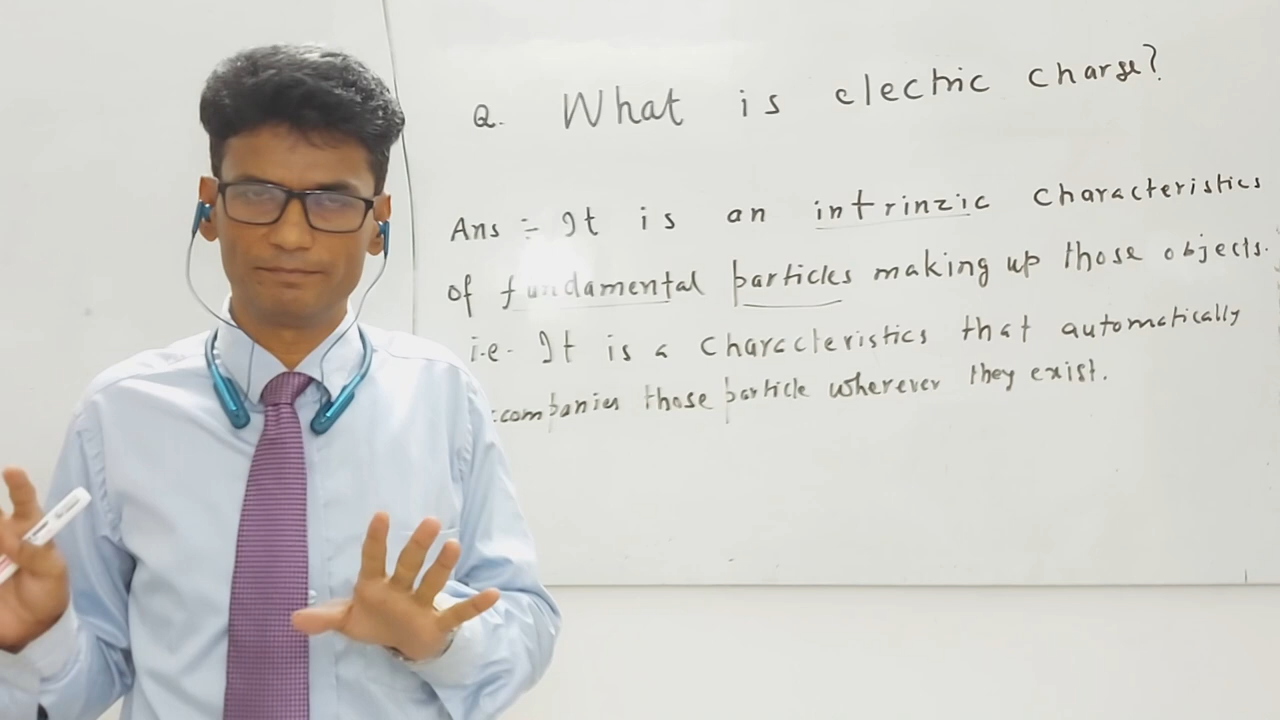 Q. What is electric charge?
Ans :- It is an intrinzic characteristics
of fundamental particles making up those objects.
i.e. It is a characteristics that automatically
companies those particle wherever they exist.